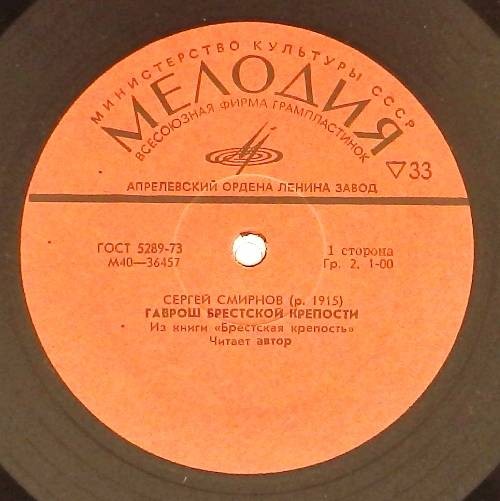 МИНИСТЕРСТВО КУЛЬТУРЫ СССР
МЕЛОДИЯ
ВСЕСОЮЗНАЯ ФИРМА ГРАМПЛАСТИНОК
▽33
АПРЕЛЕВСКИЙ ОРДЕНА ЛЕНИНА ЗАВОД
ГОСТ 5289-73
М40—36457
1 сторона
Гр. 2. 1-00
СЕРГЕЙ СМИРНОВ (р. 1915)
ГАВРОШ БРЕСТСКОЙ КРЕПОСТИ
Из книги «Брестская крепость»
Читает автор